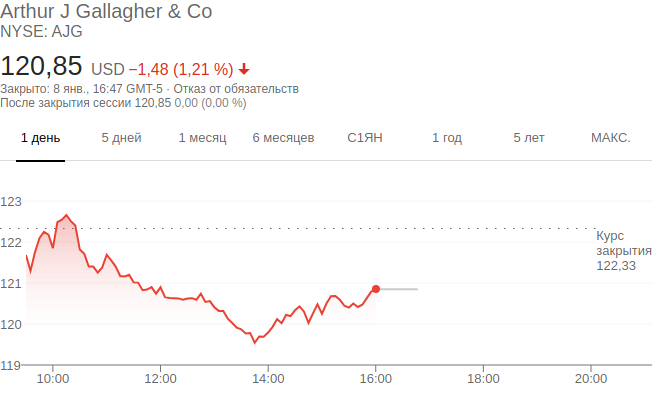 Arthur J Gallagher & Co
NYSE: AJG
120,85 USD −1,48 (1,21 %)
Закрыто: 8 янв., 16:47 GMT-5 · Отказ от обязательств
После закрытия сессии 120,85 0,00 (0,00 %)
1 день 5 дней 1 месяц 6 месяцев С1ЯН 1 год 5 лет МАКС.
123
122
121
120
119
Курс
закрытия
122,33
10:00 12:00 14:00 16:00 18:00 20:00